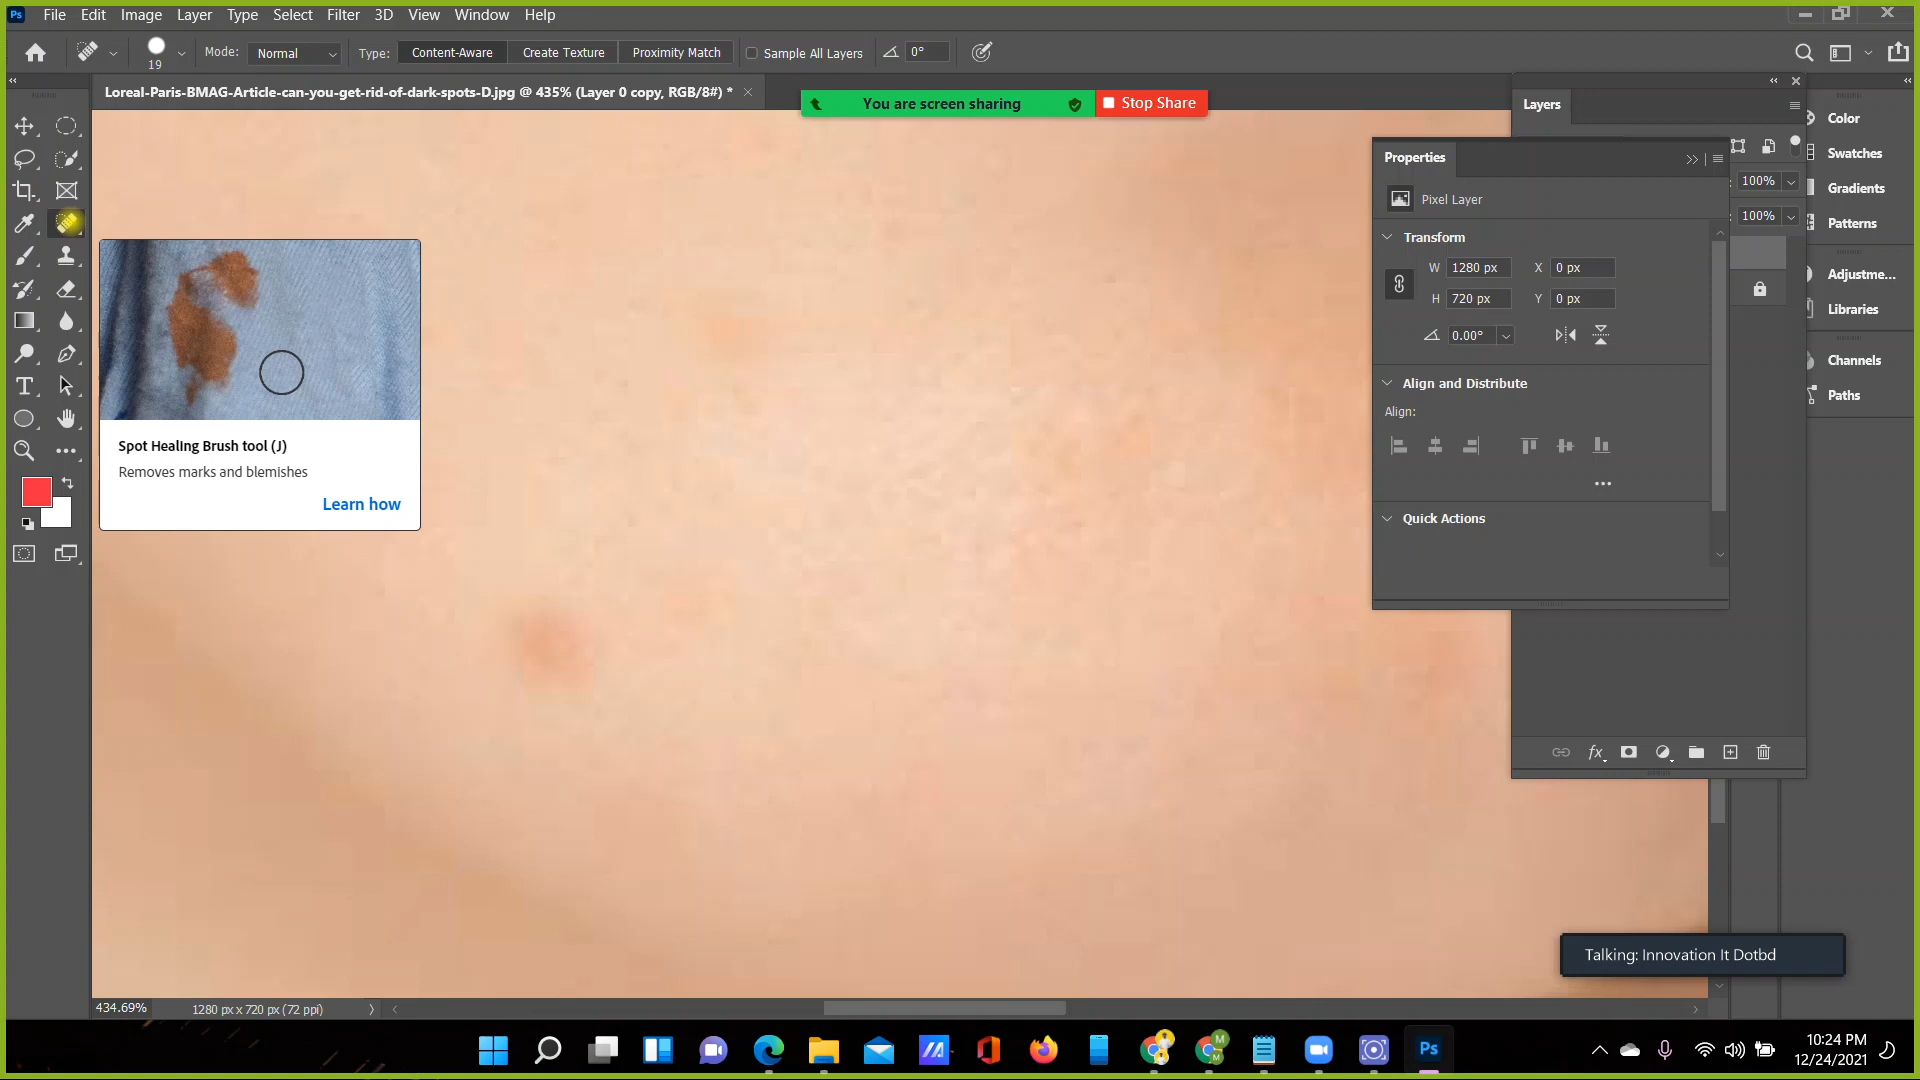 Ps File Edit Image Layer Type Select Filter 3D View Window Help
19 Mode: Normal Type: Content-Aware Create Texture Proximity Match Sample All Layers 0°
Loreal-Paris-BMAG-Article-can-you-get-rid-of-dark-spots-D.jpg @ 435% (Layer 0 copy, RGB/8#) *
You are screen sharing Stop Share
Layers
100%
100%
Properties
Pixel Layer
Transform
W 1280 px X 0 px
H 720 px Y 0 px
0.00°
Align and Distribute
Align:
Quick Actions
Color
Swatches
Gradients
Patterns
Adjustme...
Libraries
Channels
Paths
Spot Healing Brush tool (J)
Removes marks and blemishes
Learn how
Talking: Innovation It Dotbd
434.69% 1280 px x 720 px (72 ppi)
Ps
10:24 PM
12/24/2021